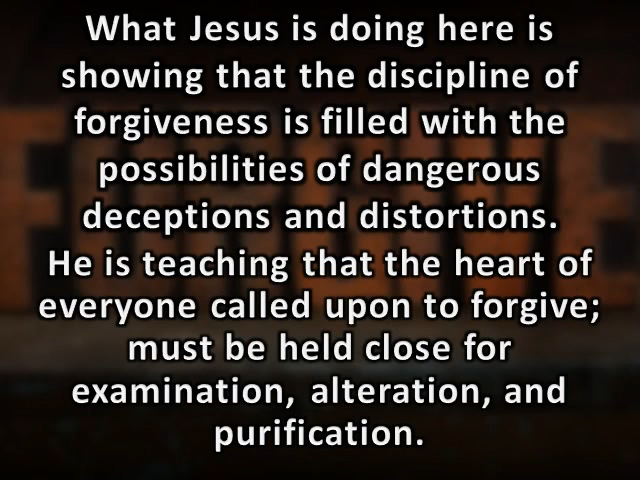 What Jesus is doing here is
showing that the discipline of
forgiveness is filled with the
possibilities of dangerous
deceptions and distortions.
He is teaching that the heart of
everyone called upon to forgive;
must be held close for
examination, alteration, and
purification.